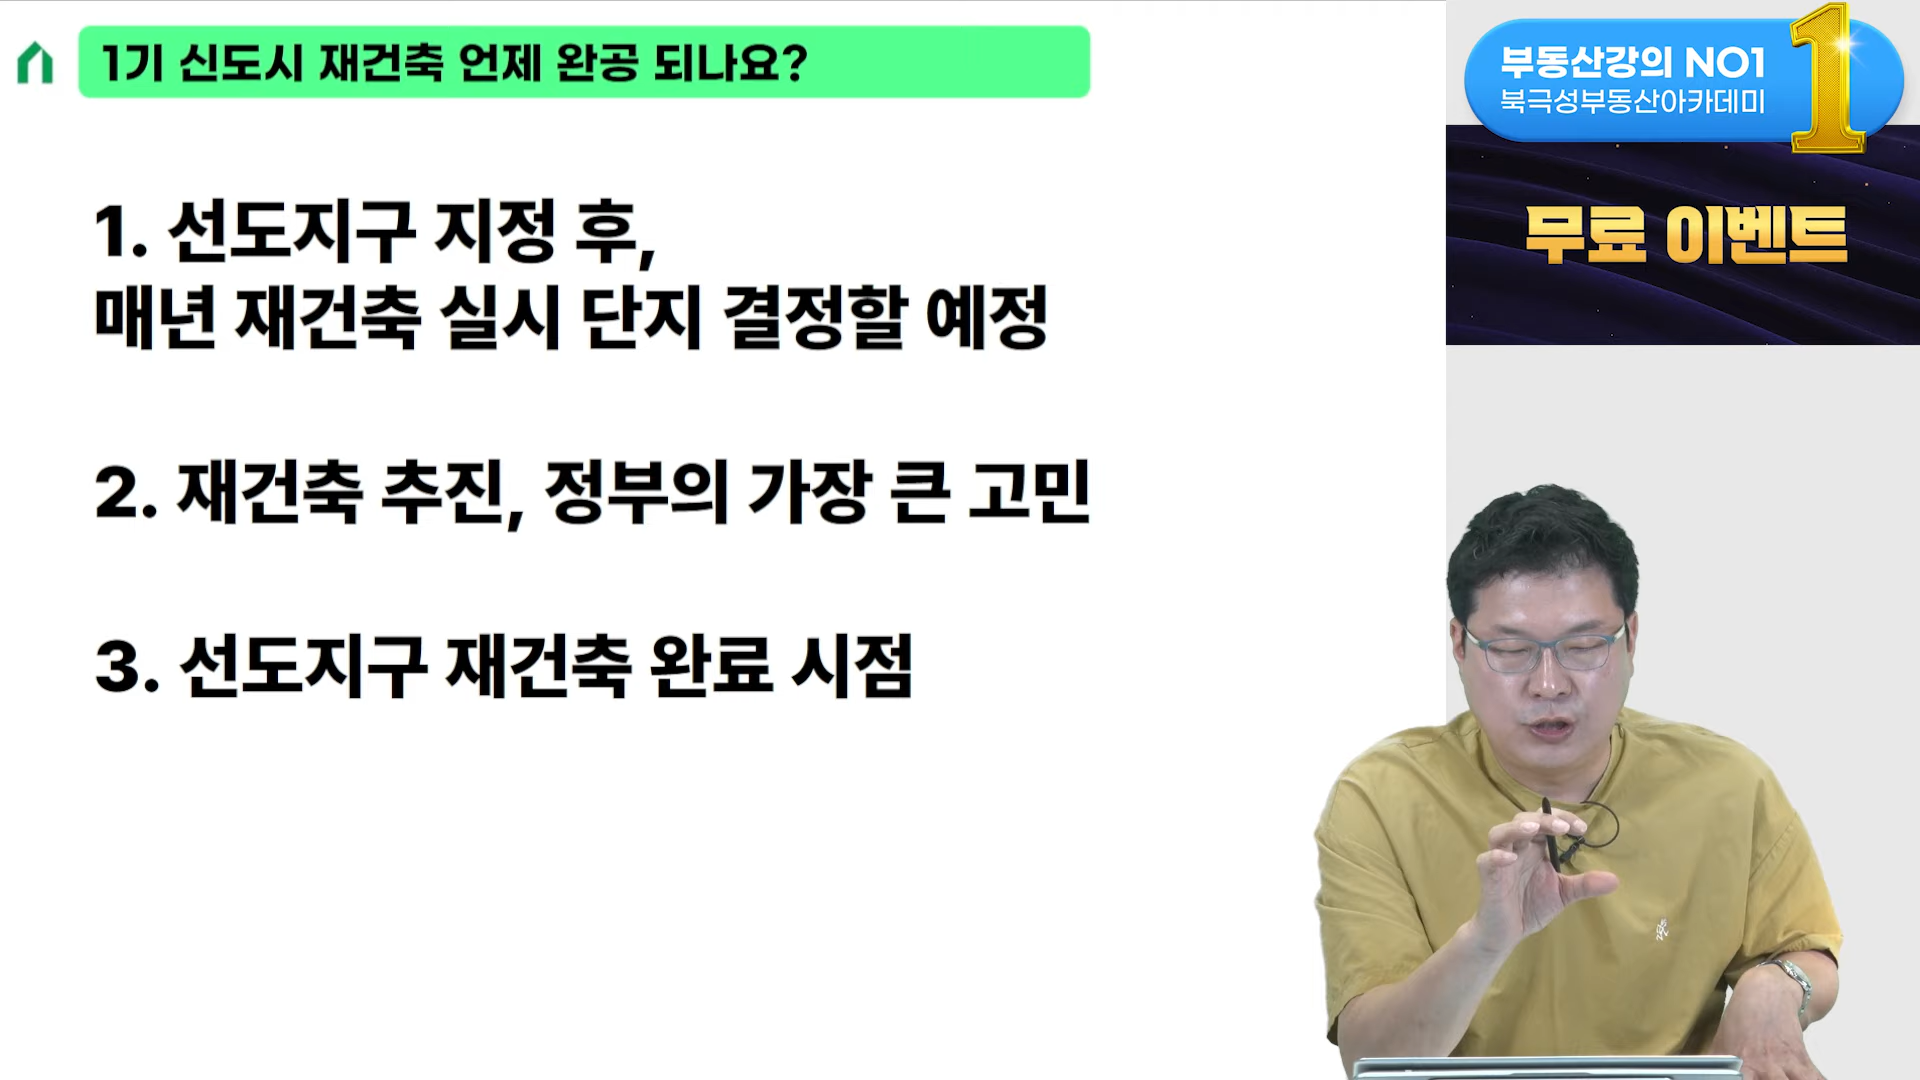 1기 신도시 재건축 언제 완공 되나요?
1. 선도지구 지정 후,
매년 재건축 실시 단지 결정할 예정
2. 재건축 추진, 정부의 가장 큰 고민
3. 선도지구 재건축 완료 시점
부동산강의 NO1
북극성부동산아카데미
1
무료 이벤트